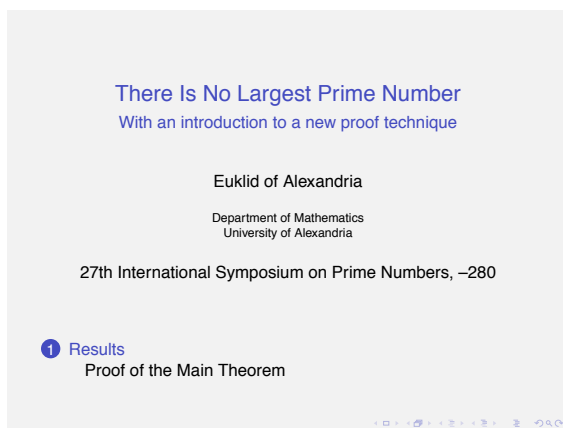 There Is No Largest Prime Number
With an introduction to a new proof technique
Euklid of Alexandria
Department of Mathematics
University of Alexandria
27th International Symposium on Prime Numbers, –280
1 Results
Proof of the Main Theorem